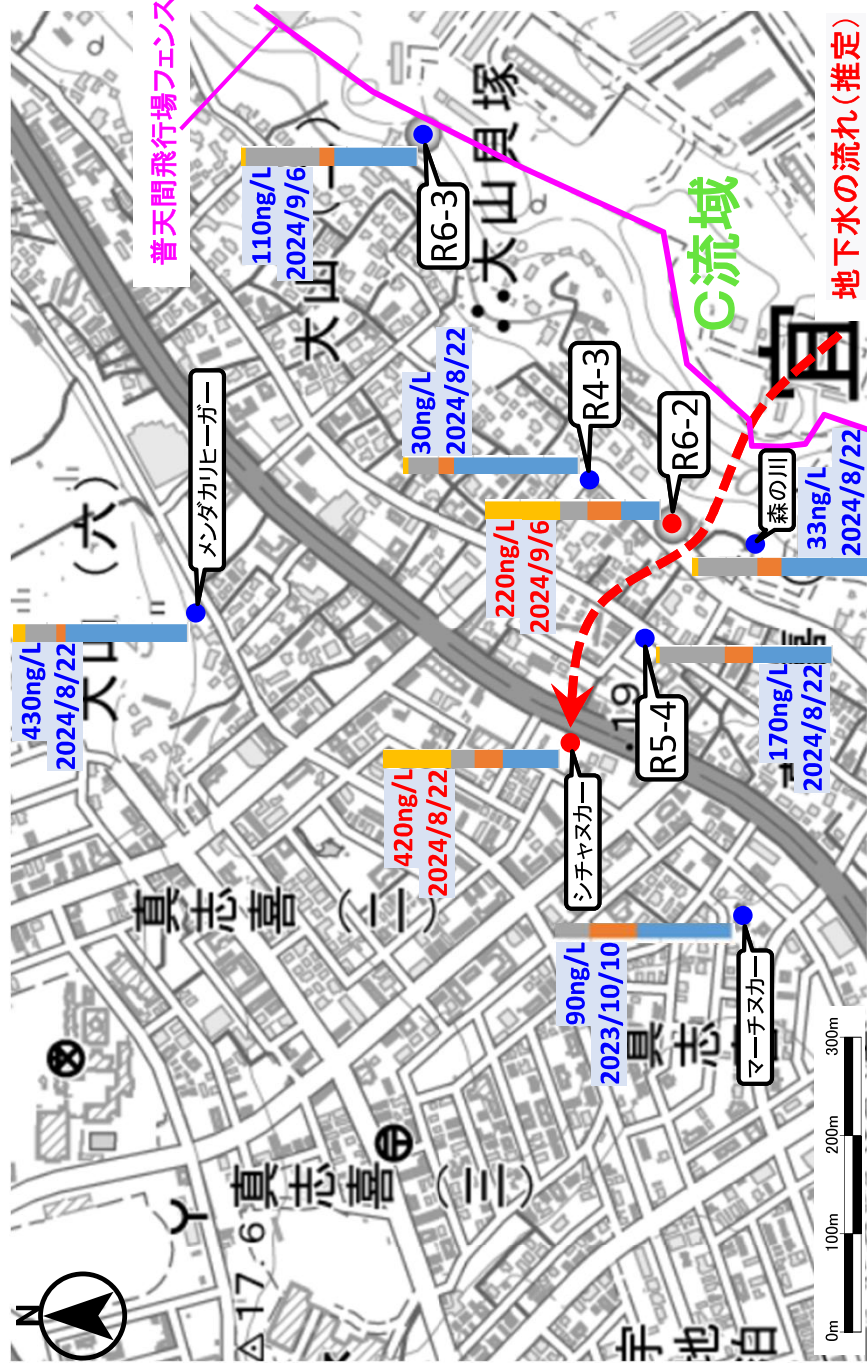 N
△17.6
真志喜（三）
真志喜（二）
430ng/L
2024/8/22
大山（六）
メンダカリヒーガー
普天間飛行場フェンス
110ng/L
2024/9/6
大山
R6-3
大山貝塚
420ng/L
2024/8/22
シチャヌカー
30ng/L
2024/8/22
R4-3
220ng/L
2024/9/6
R6-2
90ng/L
2023/10/10
真志
マーチヌカー
・19
R5-4
170ng/L
2024/8/22
森の川
33ng/L
2024/8/22
C流域
宜
地下水の流れ(推定)
宇地泊
0m 100m 200m 300m